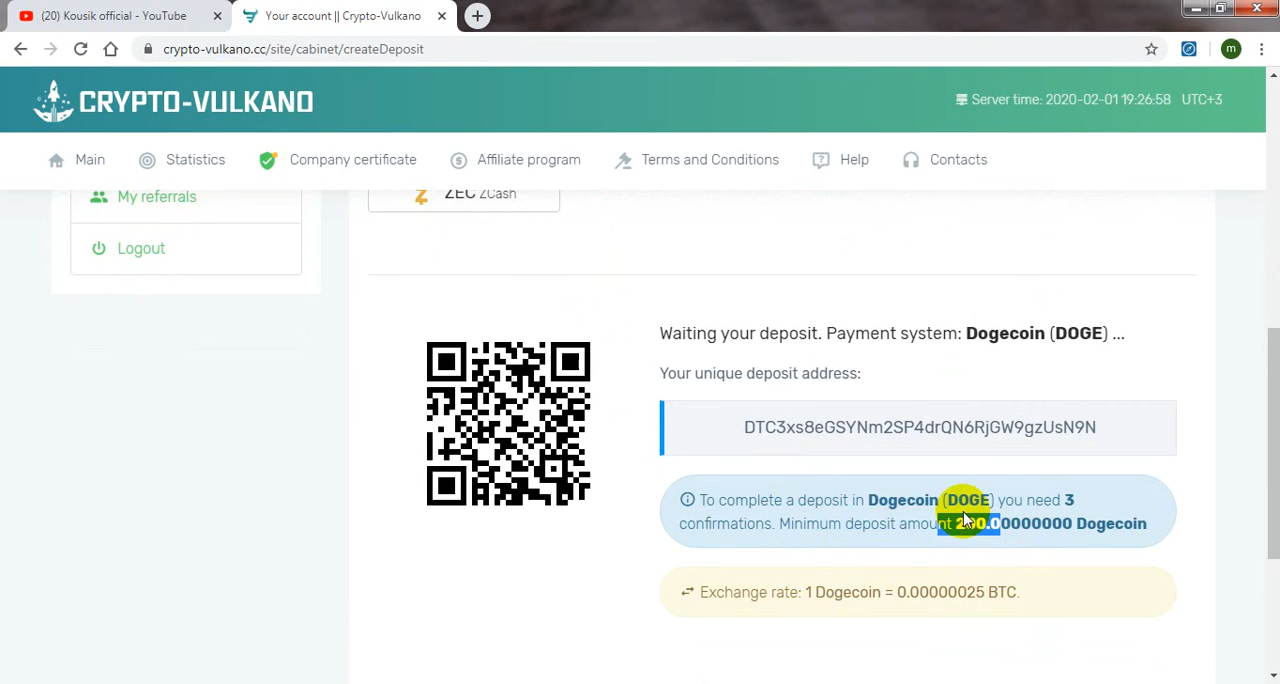 (20) Kousik official - YouTube
Your account || Crypto-Vulkano
crypto-vulkano.cc/site/cabinet/createDeposit
m
CRYPTO-VULKANO
Server time: 2020-02-01 19:26:58 UTC+3
Main
Statistics
Company certificate
Affiliate program
Terms and Conditions
Help
Contacts
My referrals
Logout
ZEC ZCash
Waiting your deposit. Payment system: Dogecoin (DOGE) ...
Your unique deposit address:
DTC3xs8eGSYNm2SP4drQN6RjGW9gzUsN9N
To complete a deposit in Dogecoin (DOGE) you need 3
confirmations. Minimum deposit amount Dogecoin
Exchange rate: 1 Dogecoin = 0.00000025 BTC.